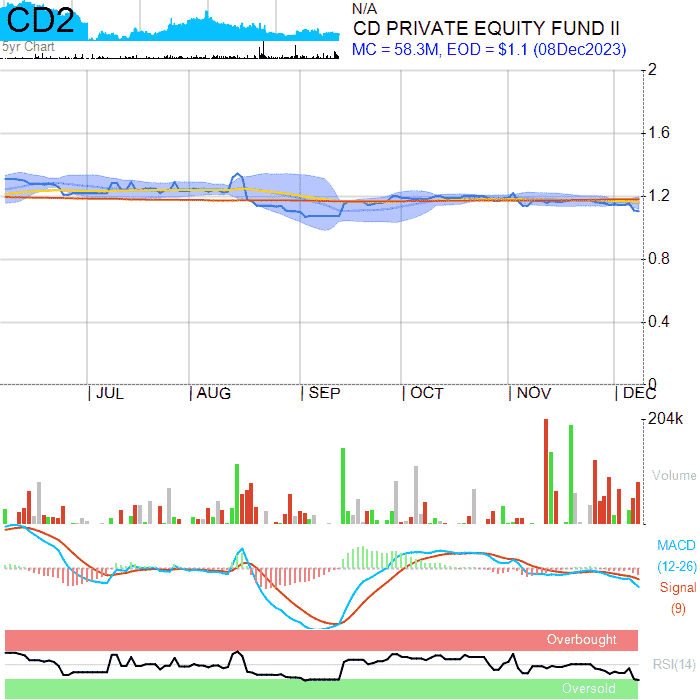 CD2
5yr Chart
N/A
CD PRIVATE EQUITY FUND II
MC = 58.3M, EOD = $1.1 (08Dec2023)
2
1.6
1.2
0.8
0.4
0
JUL AUG SEP OCT NOV DEC
204k
Volume
MACD
(12-26)
Signal
(9)
Overbought
RSI(14)
Oversold